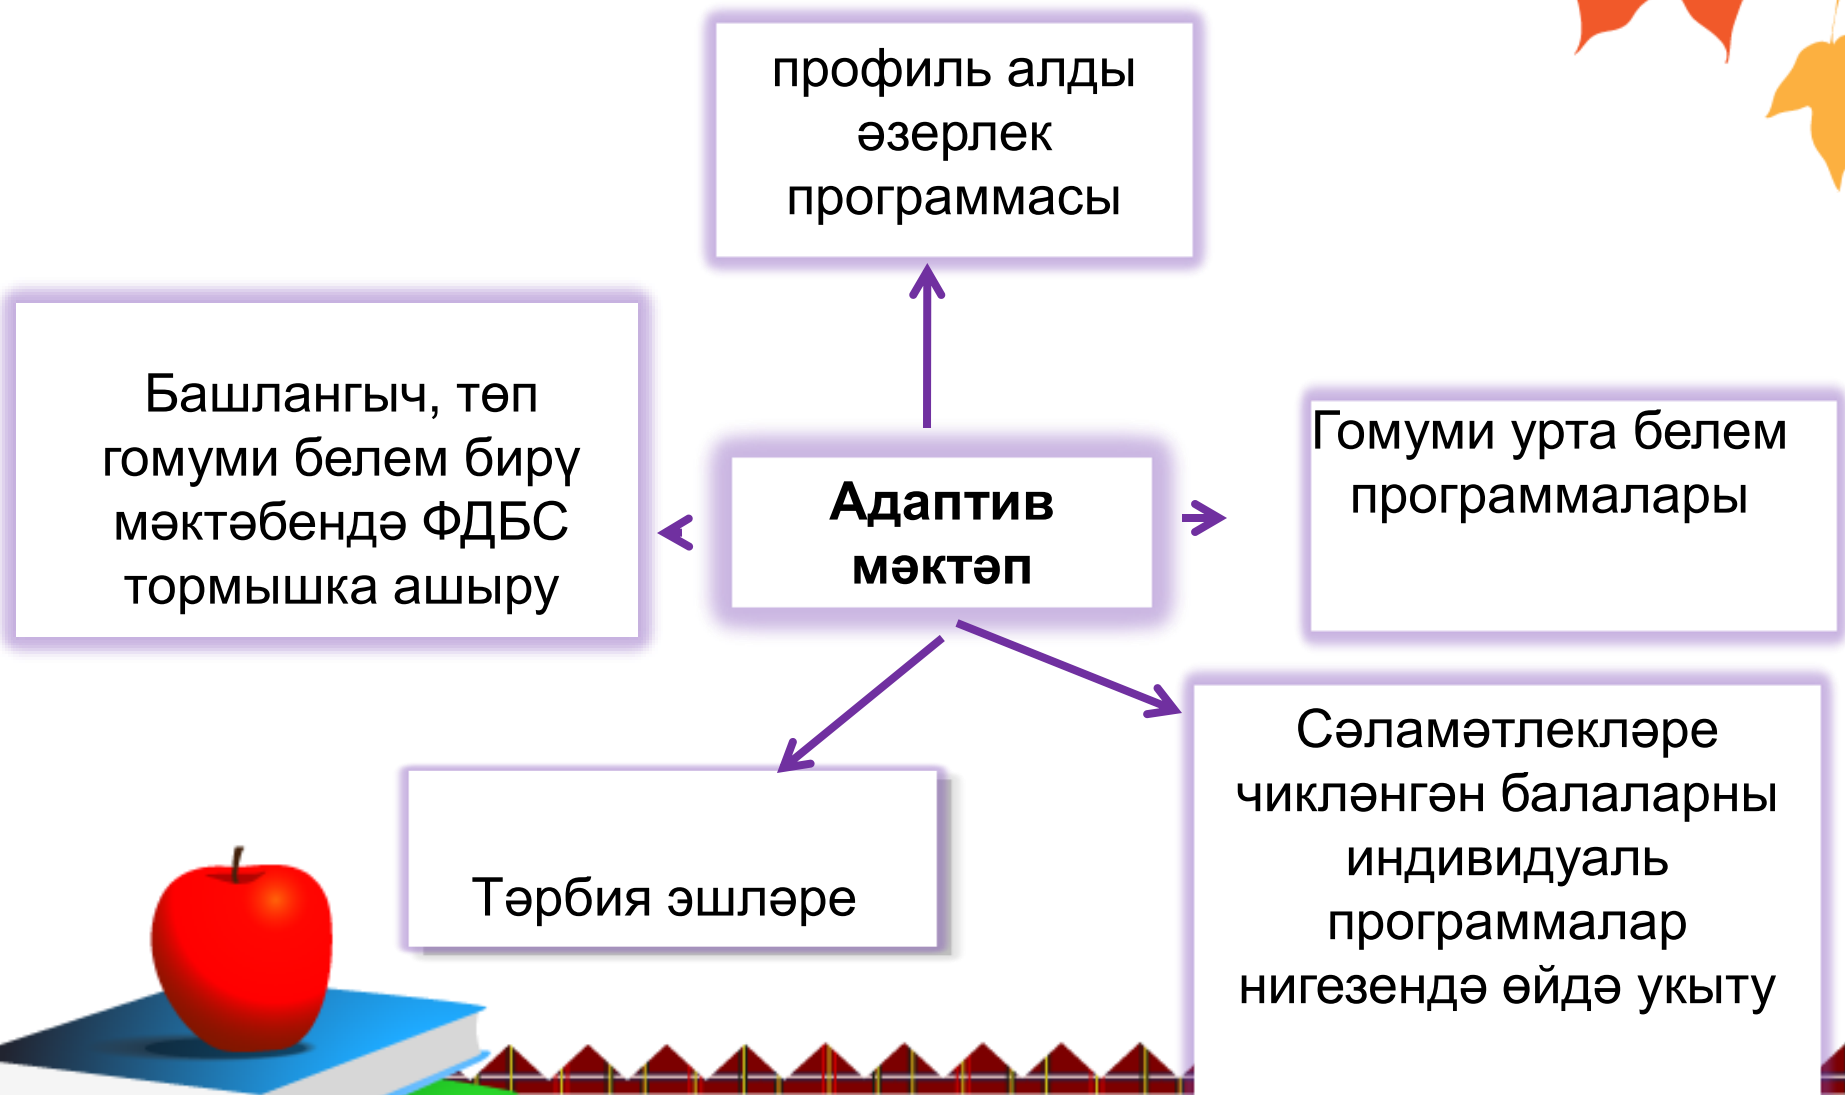 профиль алды
әзерлек
программасы
Башлангыч, төп
гомуми белем бирү
мәктәбендә ФДБС
тормышка ашыру
Адаптив
мәктәп
Гомуми урта белем
программалары
Тәрбия эшләре
Сәламәтлекләре
чикләнгән балаларны
индивидуаль
программалар
нигезендә өйдә укыту